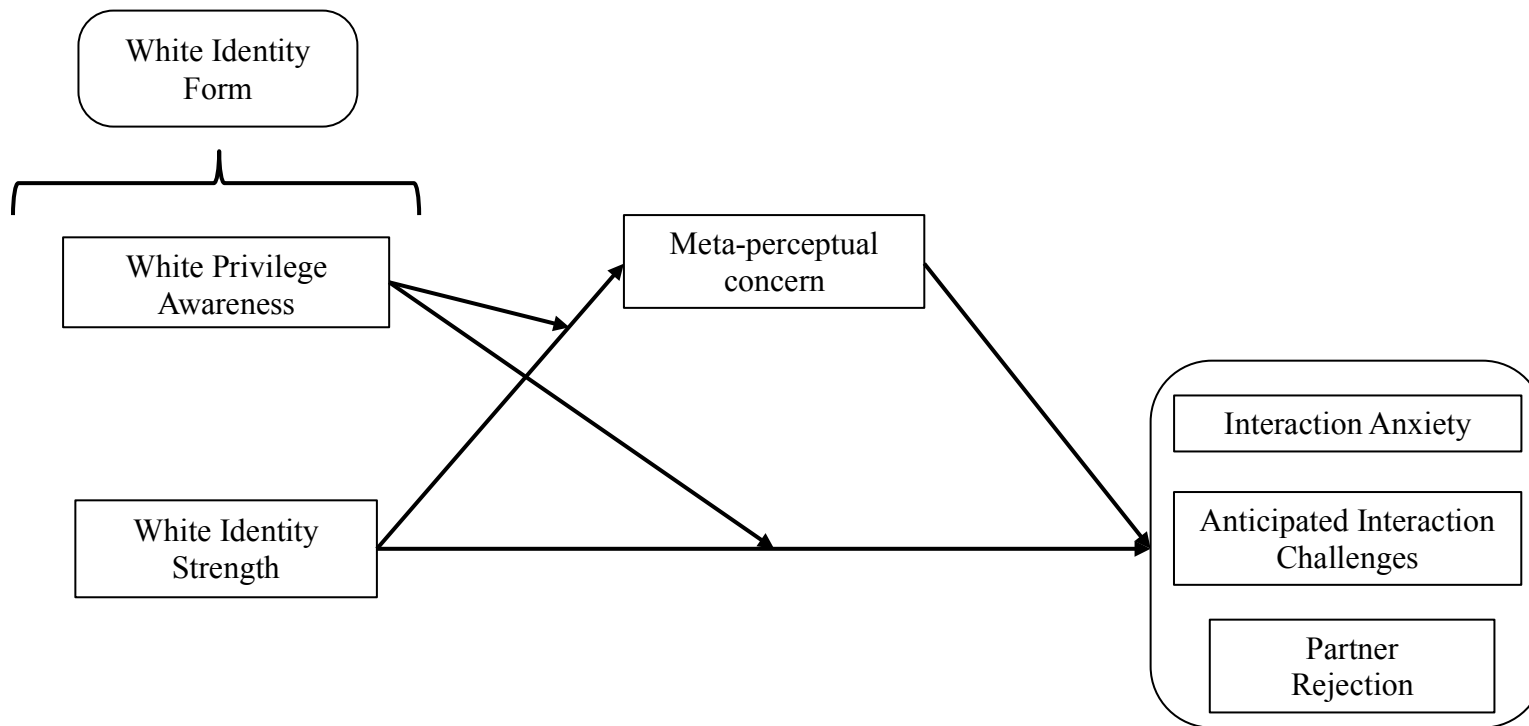 White Identity
Form
White Privilege
Awareness
Meta-perceptual
concern
White Identity
Strength
Interaction Anxiety
Anticipated Interaction
Challenges
Partner
Rejection